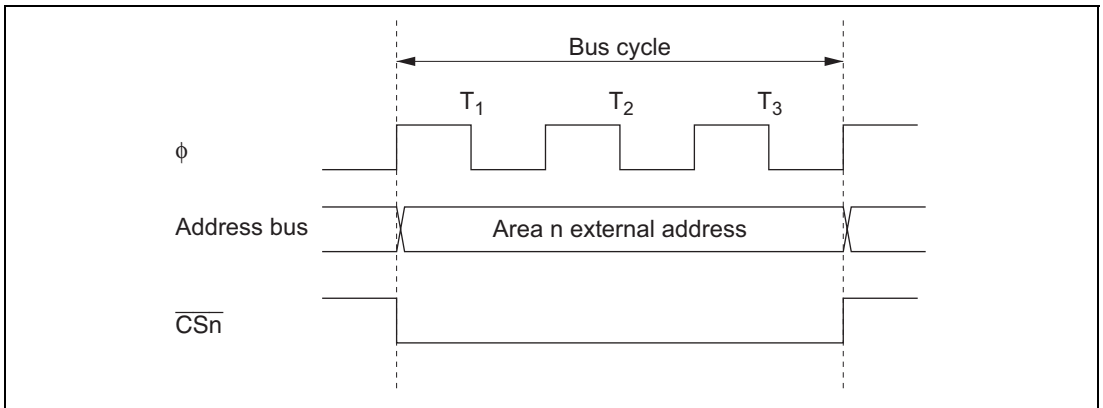 Bus cycle
T1 T2 T3
ϕ
Address bus Area n external address
CSn